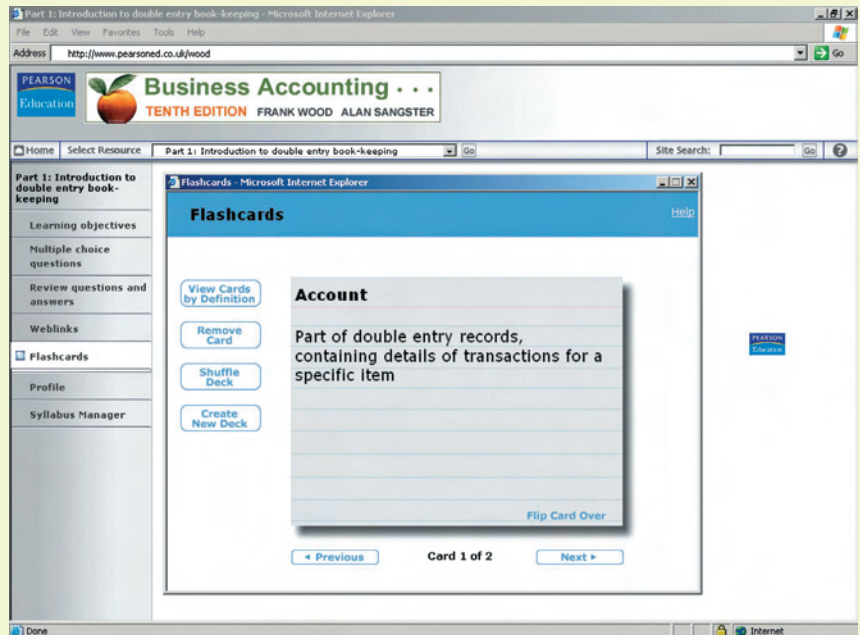 Part 1: Introduction to double entry book-keeping - Microsoft Internet Explorer
File Edit View Favorites Tools Help
Address http://www.pearsoned.co.uk/wood Go
PEARSON
Education
Business Accounting · · ·
TENTH EDITION FRANK WOOD ALAN SANGSTER
Home Select Resource Part 1: Introduction to double entry book-keeping Go Site Search: Go ?
Part 1: Introduction to
double entry book-
keeping
Learning objectives
Multiple choice
questions
Review questions and
answers
Weblinks
Flashcards
Profile
Syllabus Manager
Flashcards - Microsoft Internet Explorer
Flashcards
Help
View Cards
by Definition
Remove
Card
Shuffle
Deck
Create
New Deck
Account
Part of double entry records,
containing details of transactions for a
specific item
Flip Card Over
Previous Card 1 of 2 Next
PEARSON
Education
Done Internet